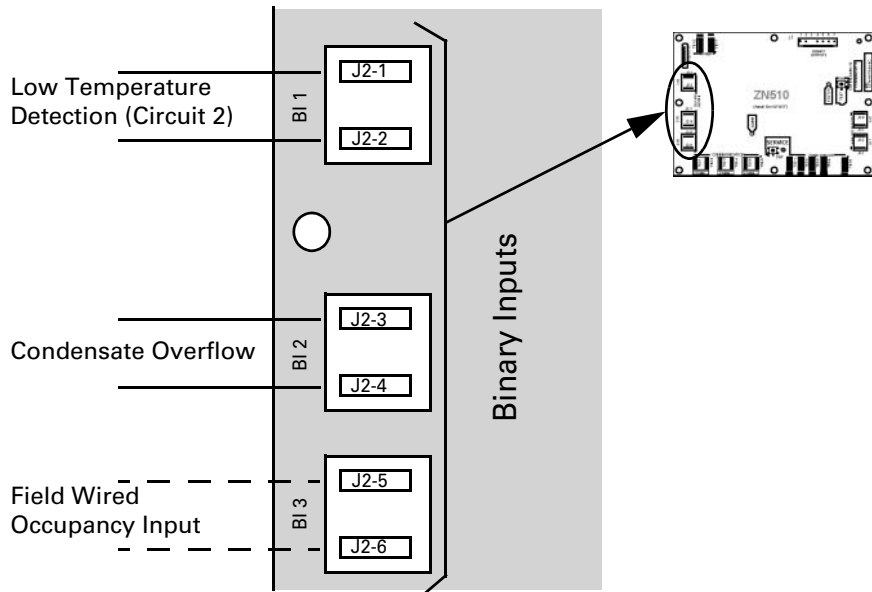 Low Temperature
Detection (Circuit 2)
BI 1
J2-1
J2-2
Condensate Overflow
BI 2
J2-3
J2-4
Field Wired
Occupancy Input
BI 3
J2-5
J2-6
Binary Inputs
ZN510
SERVICE